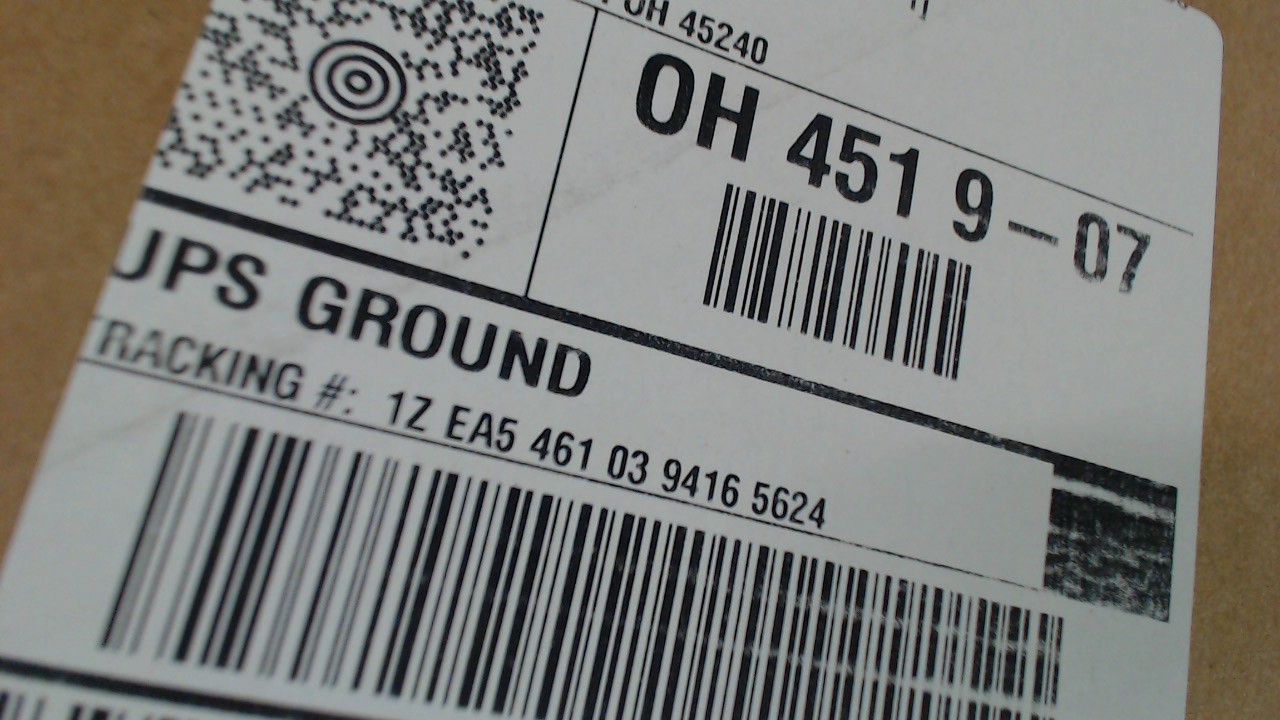 OH 45240
OH 451 9-07
UPS GROUND
TRACKING #: 1Z EA5 461 03 9416 5624